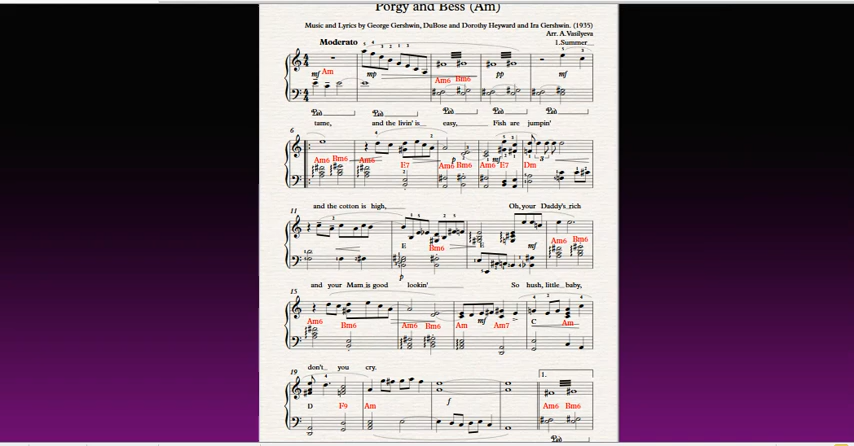 Porgy and Bess (Am)
Music and Lyrics by George Gershwin, DuBose and Dorothy Heyward and Ira Gershwin. (1935)
Arr. A.Vasilyeva
Moderato 1.Summer
mf Am mp Am6 Bm6 pp mf
tame, and the livin' is easy, Fish are jumpin'
6
Am6 Bm6 Am6 E7 Am6 p Bm6 Am6 mf E7 Dm
and the cotton is high, Oh, your Daddy's rich
11
E Bm6 E mf Am6 Bm6
p
and your Mam is good lookin' So hush, little baby,
15
Am6 Bm6 Am6 Bm6 Am mf Am7 C Am
don't you cry.
19 1.
D F9 Am f Am6 Bm6